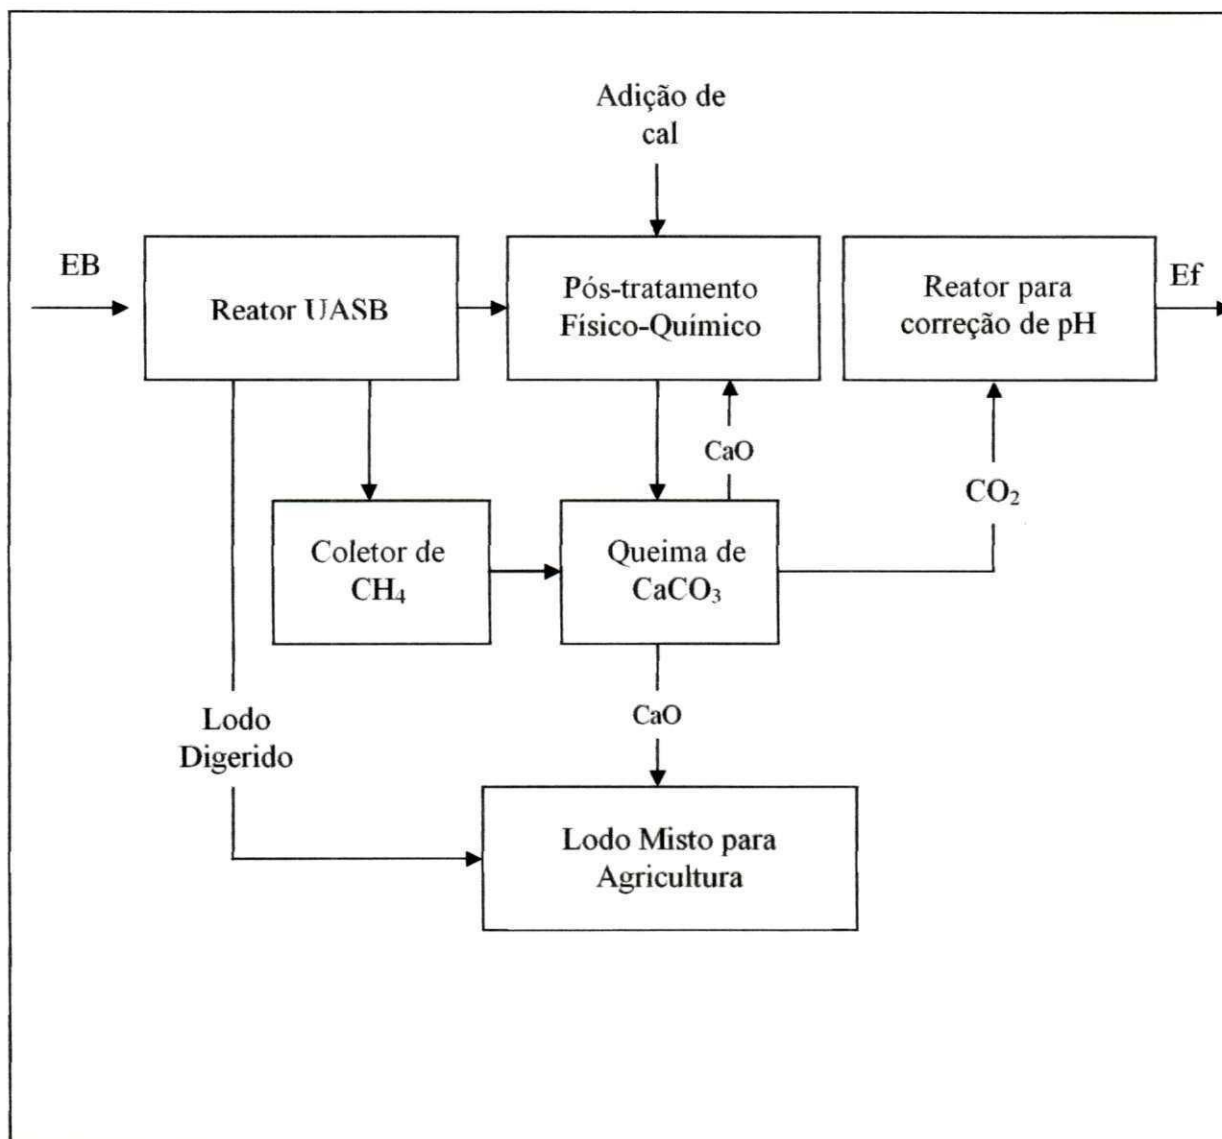 Adição de
cal
EB
Reator UASB
Pós-tratamento
Físico-Químico
Reator para
correção de pH
Ef
CaO
CO₂
Coletor de
CH₄
Queima de
CaCO₃
Lodo
Digerido
CaO
Lodo Misto para
Agricultura